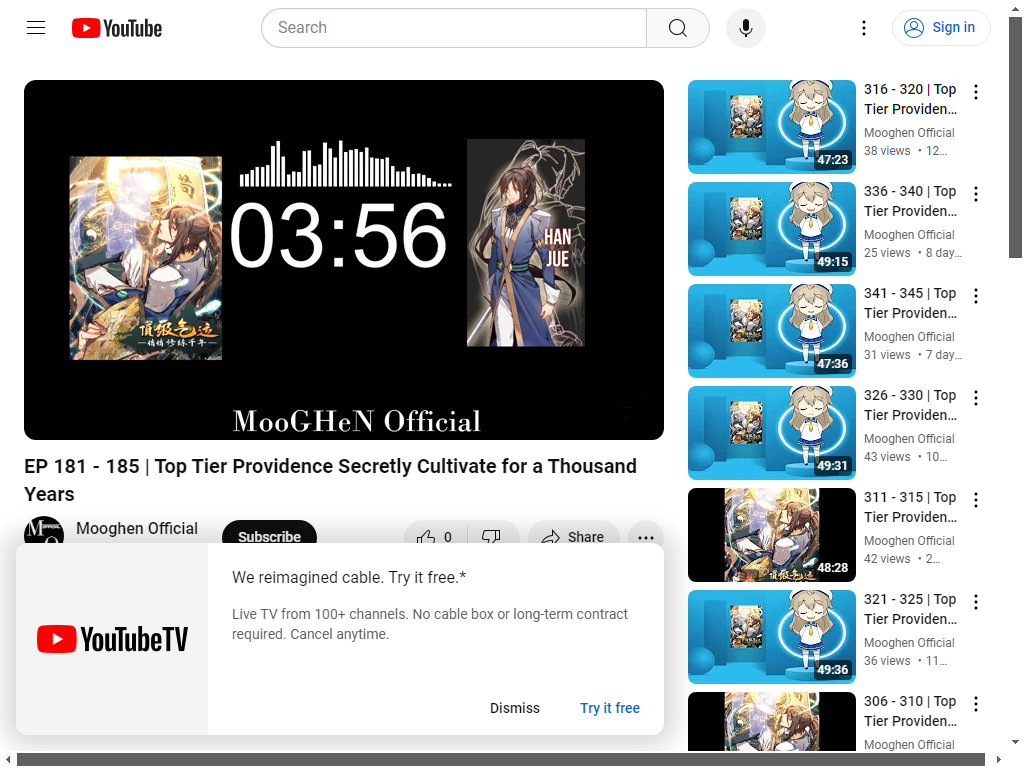 YouTube
Search
Sign in
03:56
HAN
JUE
頂級氣运
MooGHeN Official
EP 181 - 185 | Top Tier Providence Secretly Cultivate for a Thousand
Years
Mooghen Official
Subscribe
0
Share
YouTubeTV
We reimagined cable. Try it free.*
Live TV from 100+ channels. No cable box or long-term contract
required. Cancel anytime.
Dismiss
Try it free
316 - 320 | Top
Tier Providen…
Mooghen Official
38 views • 12…
47:23
336 - 340 | Top
Tier Providen…
Mooghen Official
25 views • 8 day…
49:15
341 - 345 | Top
Tier Providen…
Mooghen Official
31 views • 7 day…
47:36
326 - 330 | Top
Tier Providen…
Mooghen Official
43 views • 10…
49:31
311 - 315 | Top
Tier Providen…
Mooghen Official
42 views • 2…
48:28
321 - 325 | Top
Tier Providen…
Mooghen Official
36 views • 11…
49:36
306 - 310 | Top
Tier Providen…
Mooghen Official